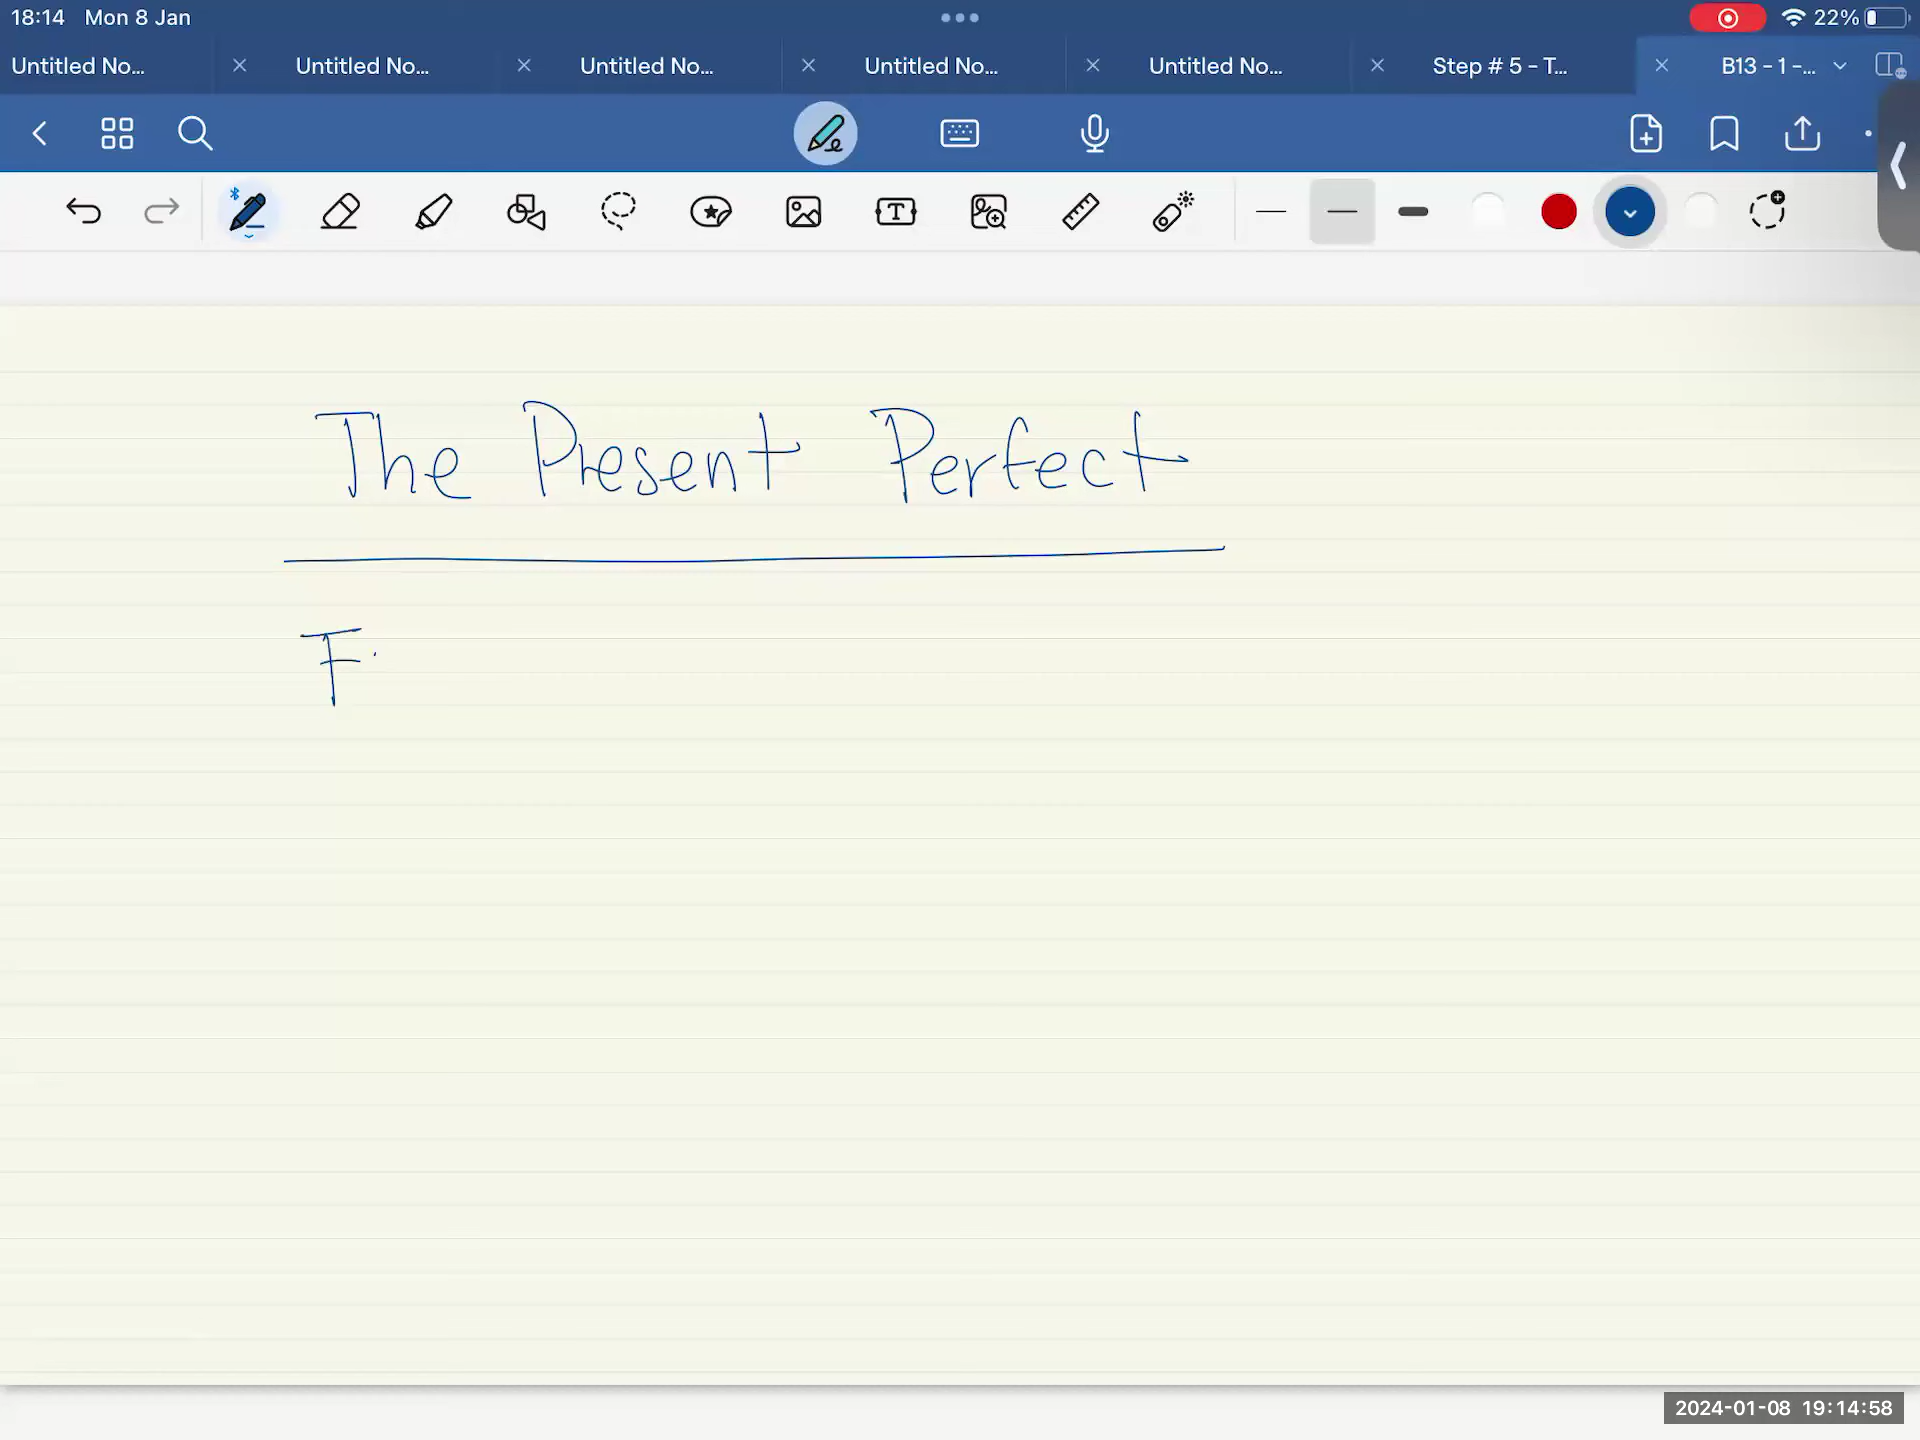 18:14 Mon 8 Jan 22%
Untitled No... Untitled No... Untitled No... Untitled No... Untitled No... Step # 5 - T... B13 - 1 -...
The Present Perfect
F
2024-01-08 19:14:58